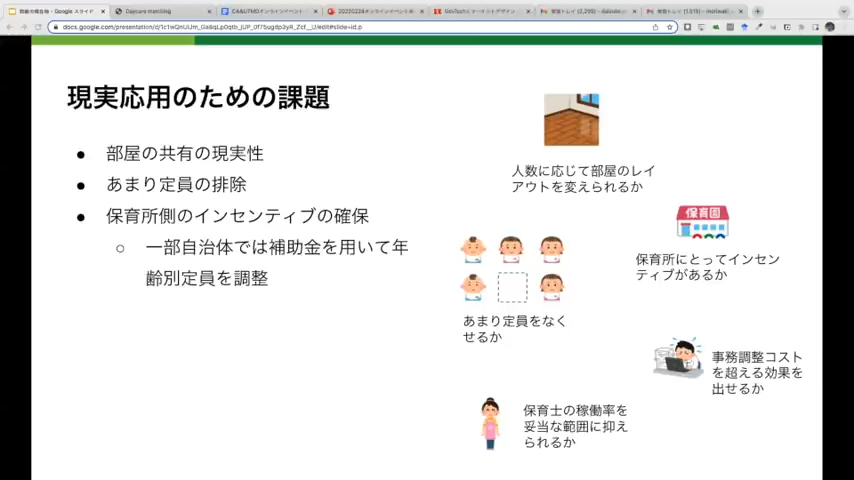 Daycare matching
現実応用のための課題
● 部屋の共有の現実性
● あまり定員の排除
● 保育所側のインセンティブの確保
○ 一部自治体では補助金を用いて年
齢別定員を調整
人数に応じて部屋のレイ
アウトを変えられるか
保育園
保育所にとってインセン
ティブがあるか
あまり定員をなく
せるか
事務調整コスト
を超える効果を
出せるか
保育士の稼働率を
妥当な範囲に抑え
られるか